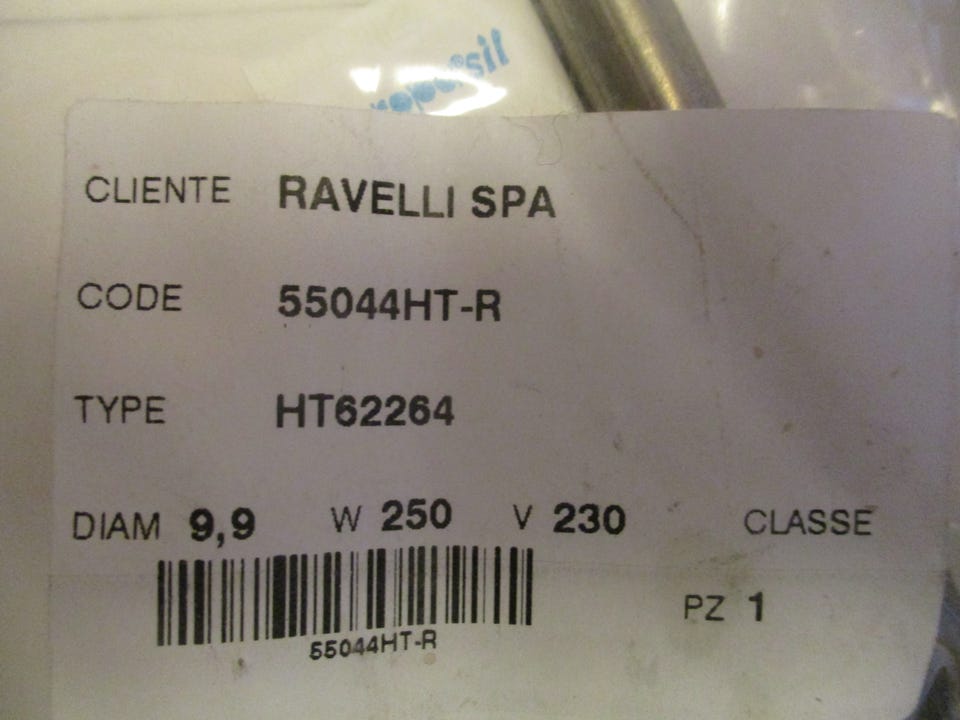 CLIENTE RAVELLI SPA
CODE 55044HT-R
TYPE HT62264
DIAM 9,9 W 250 V 230 CLASSE
PZ 1
55044HT-R